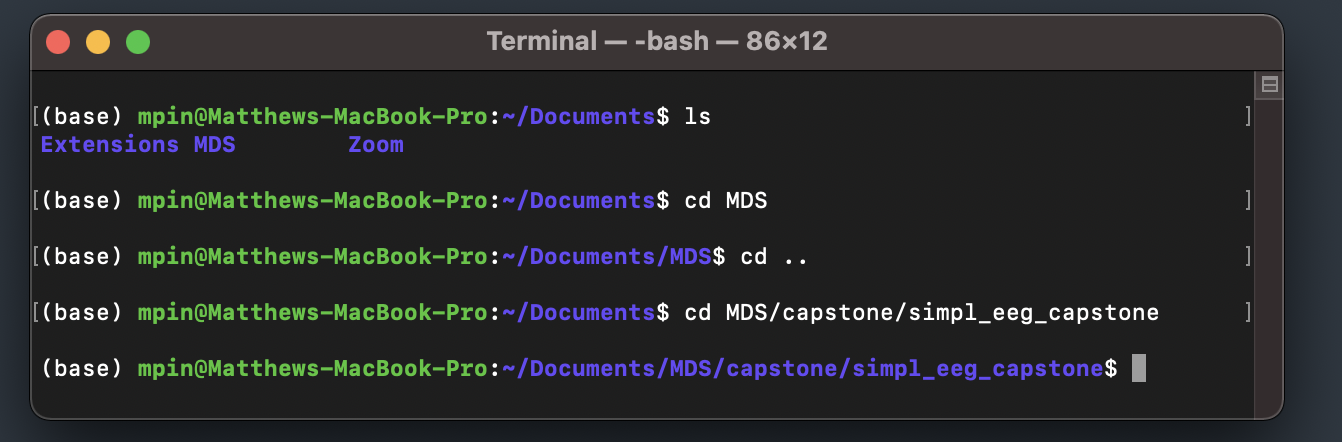 Terminal — -bash — 86×12
[(base) mpin@Matthews-MacBook-Pro:~/Documents$ ls ]
Extensions MDS Zoom
[(base) mpin@Matthews-MacBook-Pro:~/Documents$ cd MDS ]
[(base) mpin@Matthews-MacBook-Pro:~/Documents/MDS$ cd .. ]
[(base) mpin@Matthews-MacBook-Pro:~/Documents$ cd MDS/capstone/simpl_eeg_capstone ]
(base) mpin@Matthews-MacBook-Pro:~/Documents/MDS/capstone/simpl_eeg_capstone$